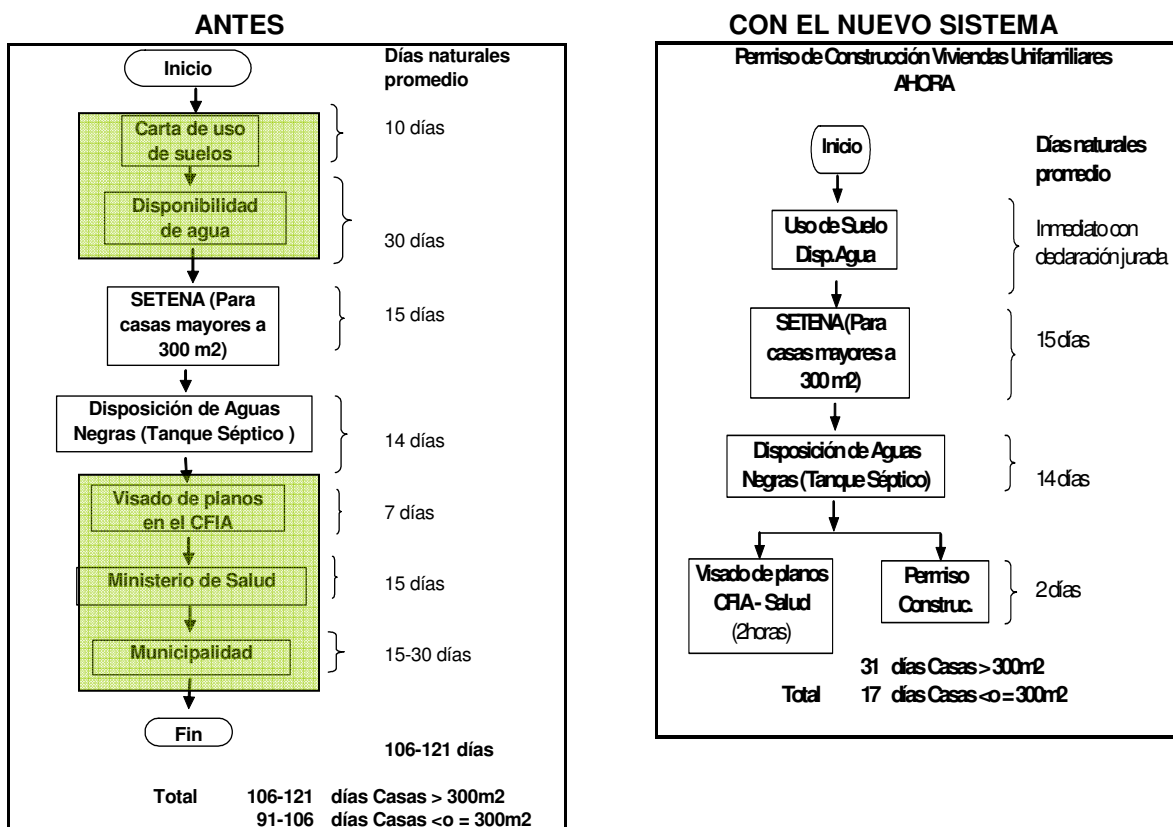 ANTES
Inicio
Días naturales
promedio
Carta de uso
de suelos
10 días
Disponibilidad
de agua
30 días
SETENA (Para
casas mayores a
300 m2)
15 días
Disposición de Aguas
Negras (Tanque Séptico )
14 días
Visado de planos
en el CFIA
7 días
Ministerio de Salud
15 días
Municipalidad
15-30 días
Fin
106-121 días
Total 106-121 días Casas > 300m2
91-106 días Casas <o = 300m2
CON EL NUEVO SISTEMA
Permiso de Construcción Viviendas Unifamiliares
AHORA
Inicio
Días naturales
promedio
Uso de Suelo
Disp. Agua
Immediato con
declaración jurada
SETENA (Para
casas mayores a
300 m2)
15 días
Disposición de Aguas
Negras (Tanque Séptico)
14 días
Visado de planos
CFIA - Salud
(2horas)
Permiso
Construc.
2 días
31 días Casas > 300m2
Total 17 días Casas <o = 300m2